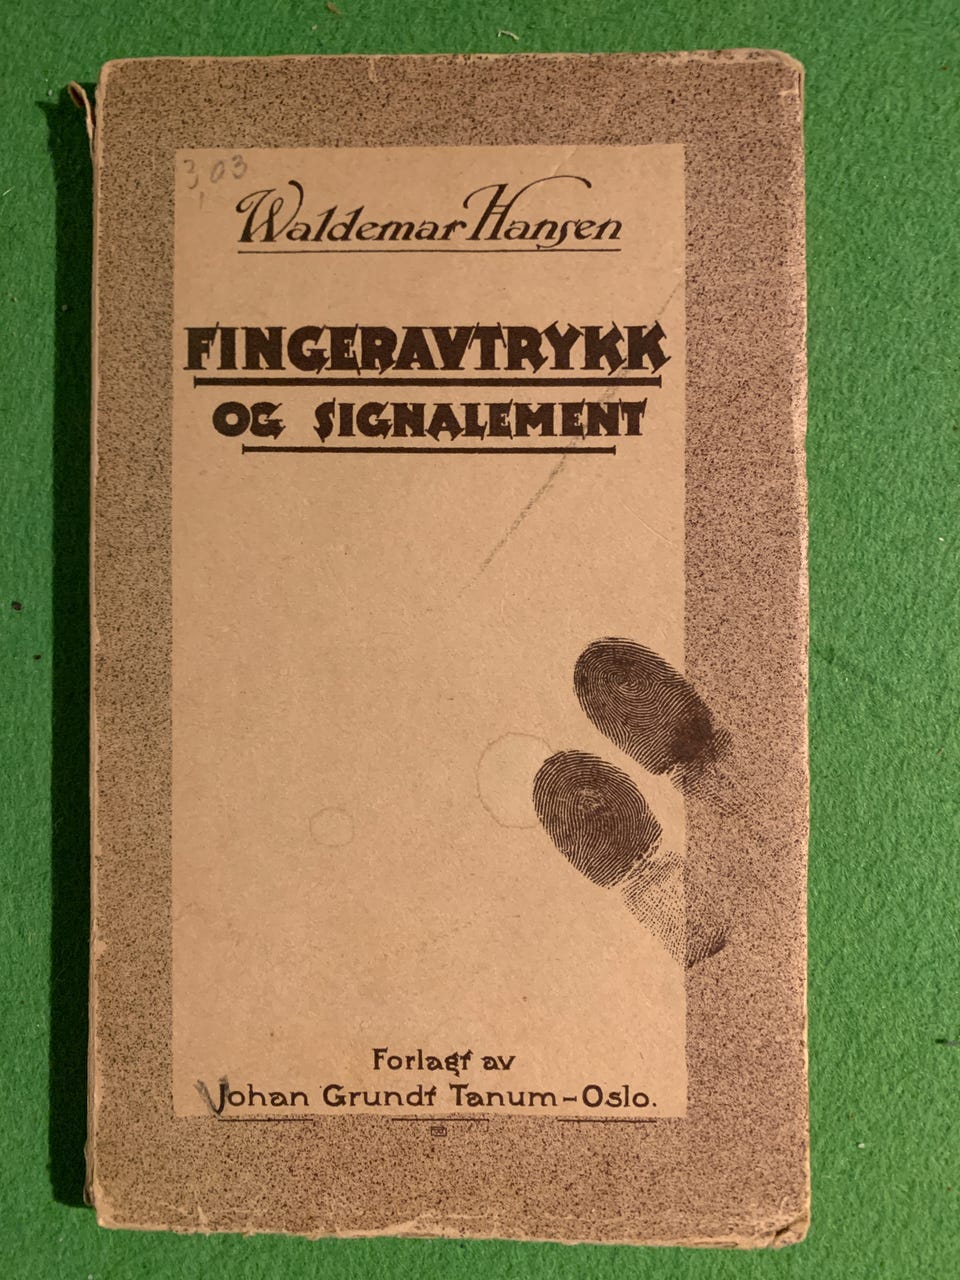 3,03
Waldemar Hansen
FINGERAVTRYKK
OG SIGNALEMENT
Forlagt av
Johan Grundt Tanum-Oslo.